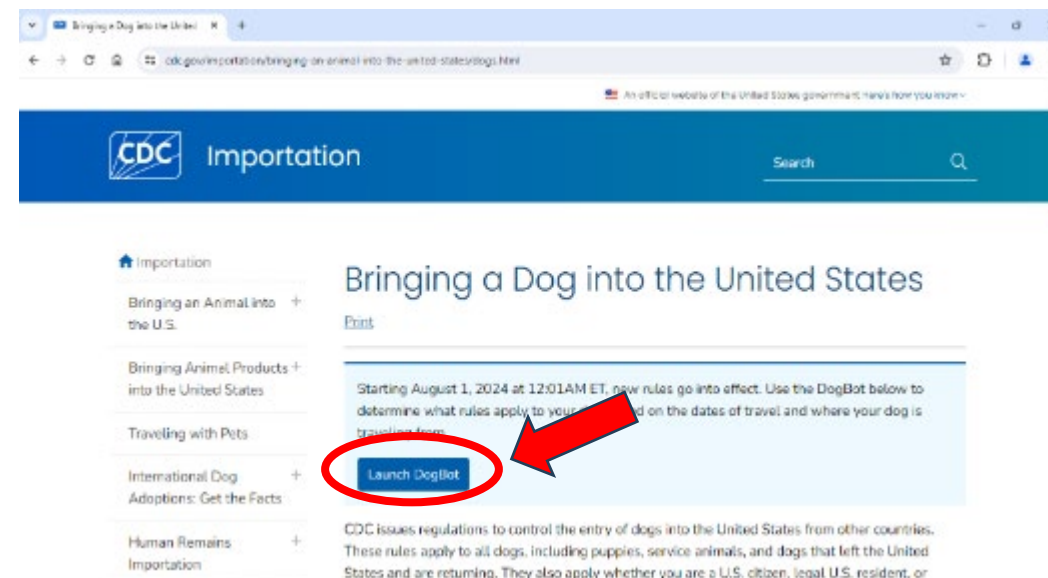 Bringing a Dog into the United
cdc.gov/importation/bringing-an-animal-into-the-united-states/dogs.html
An official website of the United States government Here's how you know
CDC
Importation
Search
Importation
Bringing an Animal into
the U.S.
Bringing Animal Products
into the United States
Traveling with Pets
International Dog
Adoptions: Get the Facts
Human Remains
Importation
Bringing a Dog into the United States
Print
Starting August 1, 2024 at 12:01AM ET, new rules go into effect. Use the DogBot below to
determine what rules apply to your on the dates of travel and where your dog is
traveling from
Launch DogBot
CDC issues regulations to control the entry of dogs into the United States from other countries.
These rules apply to all dogs, including puppies, service animals, and dogs that left the United
States and are returning. They also apply whether you are a U.S. citizen, legal U.S. resident, or